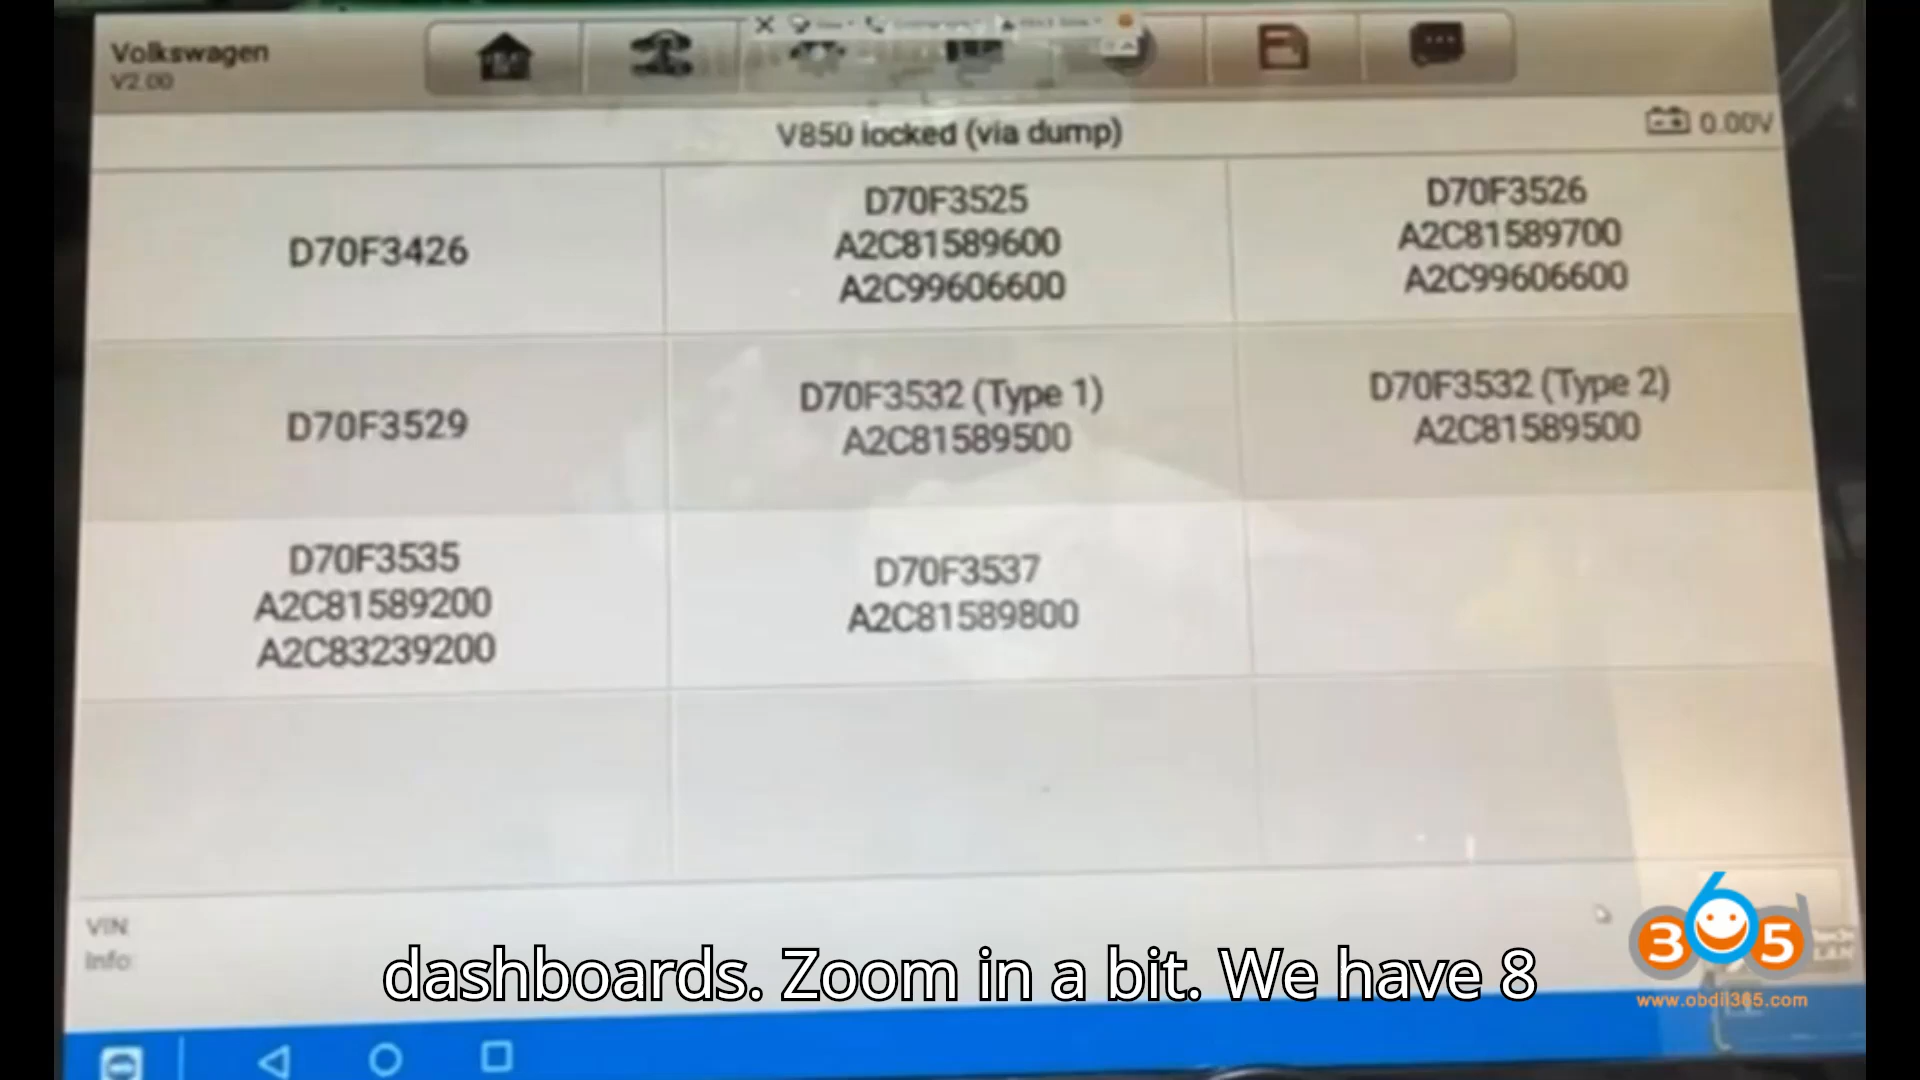 Volkswagen
V2.00
V850 locked (via dump)
0.00V
D70F3426
D70F3525
A2C81589600
A2C99606600
D70F3526
A2C81589700
A2C99606600
D70F3529
D70F3532 (Type 1)
A2C81589500
D70F3532 (Type 2)
A2C81589500
D70F3535
A2C81589200
A2C83239200
D70F3537
A2C81589800
VIN:
Info:
dashboards. Zoom in a bit. We have 8
365
www.obdii365.com